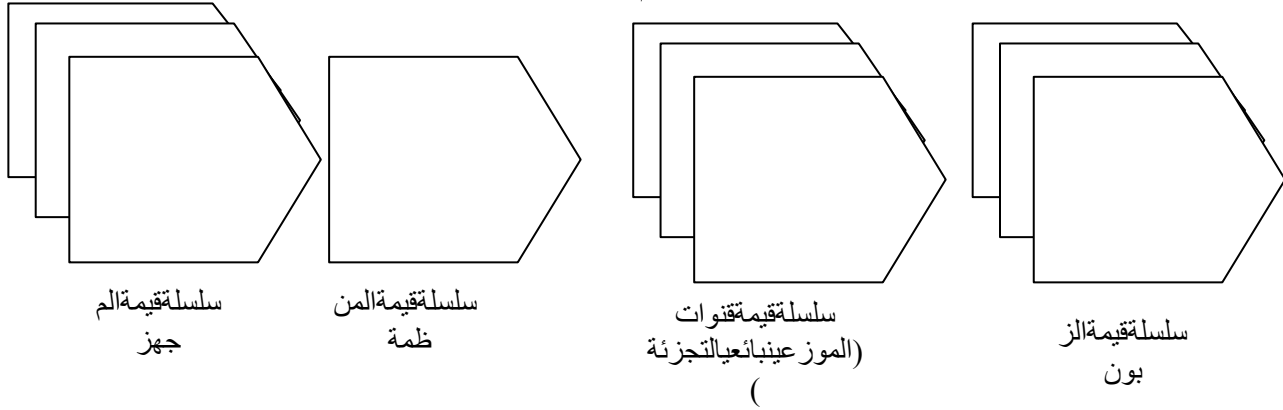 سلسلةقيمةالم
جهز
سلسلةقيمةالمن
ظمة
سلسلةقيمةقنوات
(الموزعينبائعيالتجزئة
)
سلسلةقيمةالز
بون